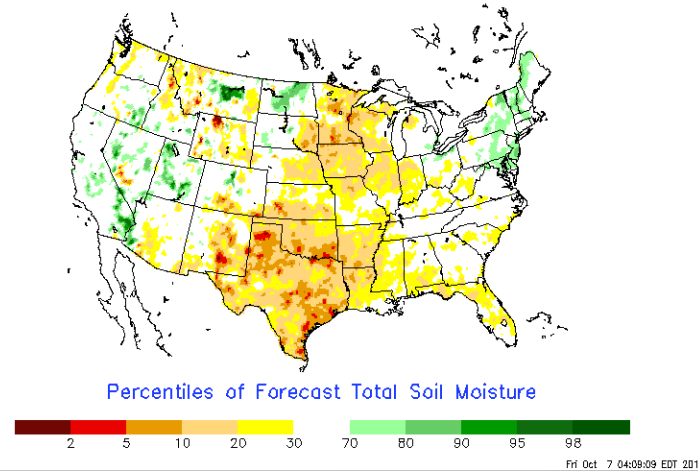 Percentiles of Forecast Total Soil Moisture
2 5 10 20 30 70 80 90 95 98
Fri Oct 7 04:09:09 EDT 201